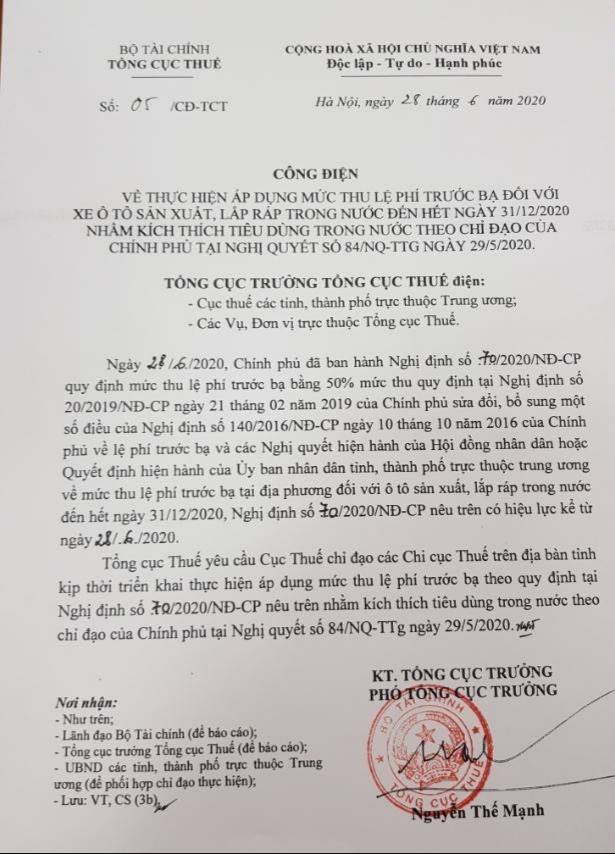 BỘ TÀI CHÍNH
TỔNG CỤC THUẾ
CỘNG HOÀ XÃ HỘI CHỦ NGHĨA VIỆT NAM
Độc lập - Tự do - Hạnh phúc
Số: 05 /CĐ-TCT
Hà Nội, ngày 28 tháng 6 năm 2020
CÔNG ĐIỆN
VỀ THỰC HIỆN ÁP DỤNG MỨC THU LỆ PHÍ TRƯỚC BẠ ĐỐI VỚI
XE Ô TÔ SẢN XUẤT, LẮP RÁP TRONG NƯỚC ĐẾN HẾT NGÀY 31/12/2020
NHẰM KÍCH THÍCH TIÊU DÙNG TRONG NƯỚC THEO CHỈ ĐẠO CỦA
CHÍNH PHỦ TẠI NGHỊ QUYẾT SỐ 84/NQ-TTG NGÀY 29/5/2020.
TỔNG CỤC TRƯỞNG TỔNG CỤC THUẾ điện:
- Cục thuế các tỉnh, thành phố trực thuộc Trung ương;
- Các Vụ, Đơn vị trực thuộc Tổng cục Thuế.
Ngày 28/.6./2020, Chính phủ đã ban hành Nghị định số 70/2020/NĐ-CP
quy định mức thu lệ phí trước bạ bằng 50% mức thu quy định tại Nghị định số
20/2019/NĐ-CP ngày 21 tháng 02 năm 2019 của Chính phủ sửa đổi, bổ sung một
số điều của Nghị định số 140/2016/NĐ-CP ngày 10 tháng 10 năm 2016 của Chính
phủ về lệ phí trước bạ và các Nghị quyết hiện hành của Hội đồng nhân dân hoặc
Quyết định hiện hành của Ủy ban nhân dân tỉnh, thành phố trực thuộc trung ương
về mức thu lệ phí trước bạ tại địa phương đối với ô tô sản xuất, lắp ráp trong nước
đến hết ngày 31/12/2020, Nghị định số 70/2020/NĐ-CP nêu trên có hiệu lực kể từ
ngày 28/.6./2020.
Tổng cục Thuế yêu cầu Cục Thuế chỉ đạo các Chi cục Thuế trên địa bàn tỉnh
kịp thời triển khai thực hiện áp dụng mức thu lệ phí trước bạ theo quy định tại
Nghị định số 70/2020/NĐ-CP nêu trên nhằm kích thích tiêu dùng trong nước theo
chỉ đạo của Chính phủ tại Nghị quyết số 84/NQ-TTg ngày 29/5/2020.
KT. TỔNG CỤC TRƯỞNG
PHÓ TỔNG CỤC TRƯỞNG
Nơi nhận:
- Như trên;
- Lãnh đạo Bộ Tài chính (để báo cáo);
- Tổng cục trưởng Tổng cục Thuế (để báo cáo);
- UBND các tỉnh, thành phố trực thuộc Trung
ương (để phối hợp chỉ đạo thực hiện);
- Lưu: VT, CS (3b).
BỘ TÀI CHÍNH
TỔNG CỤC THUẾ
Nguyễn Thế Mạnh